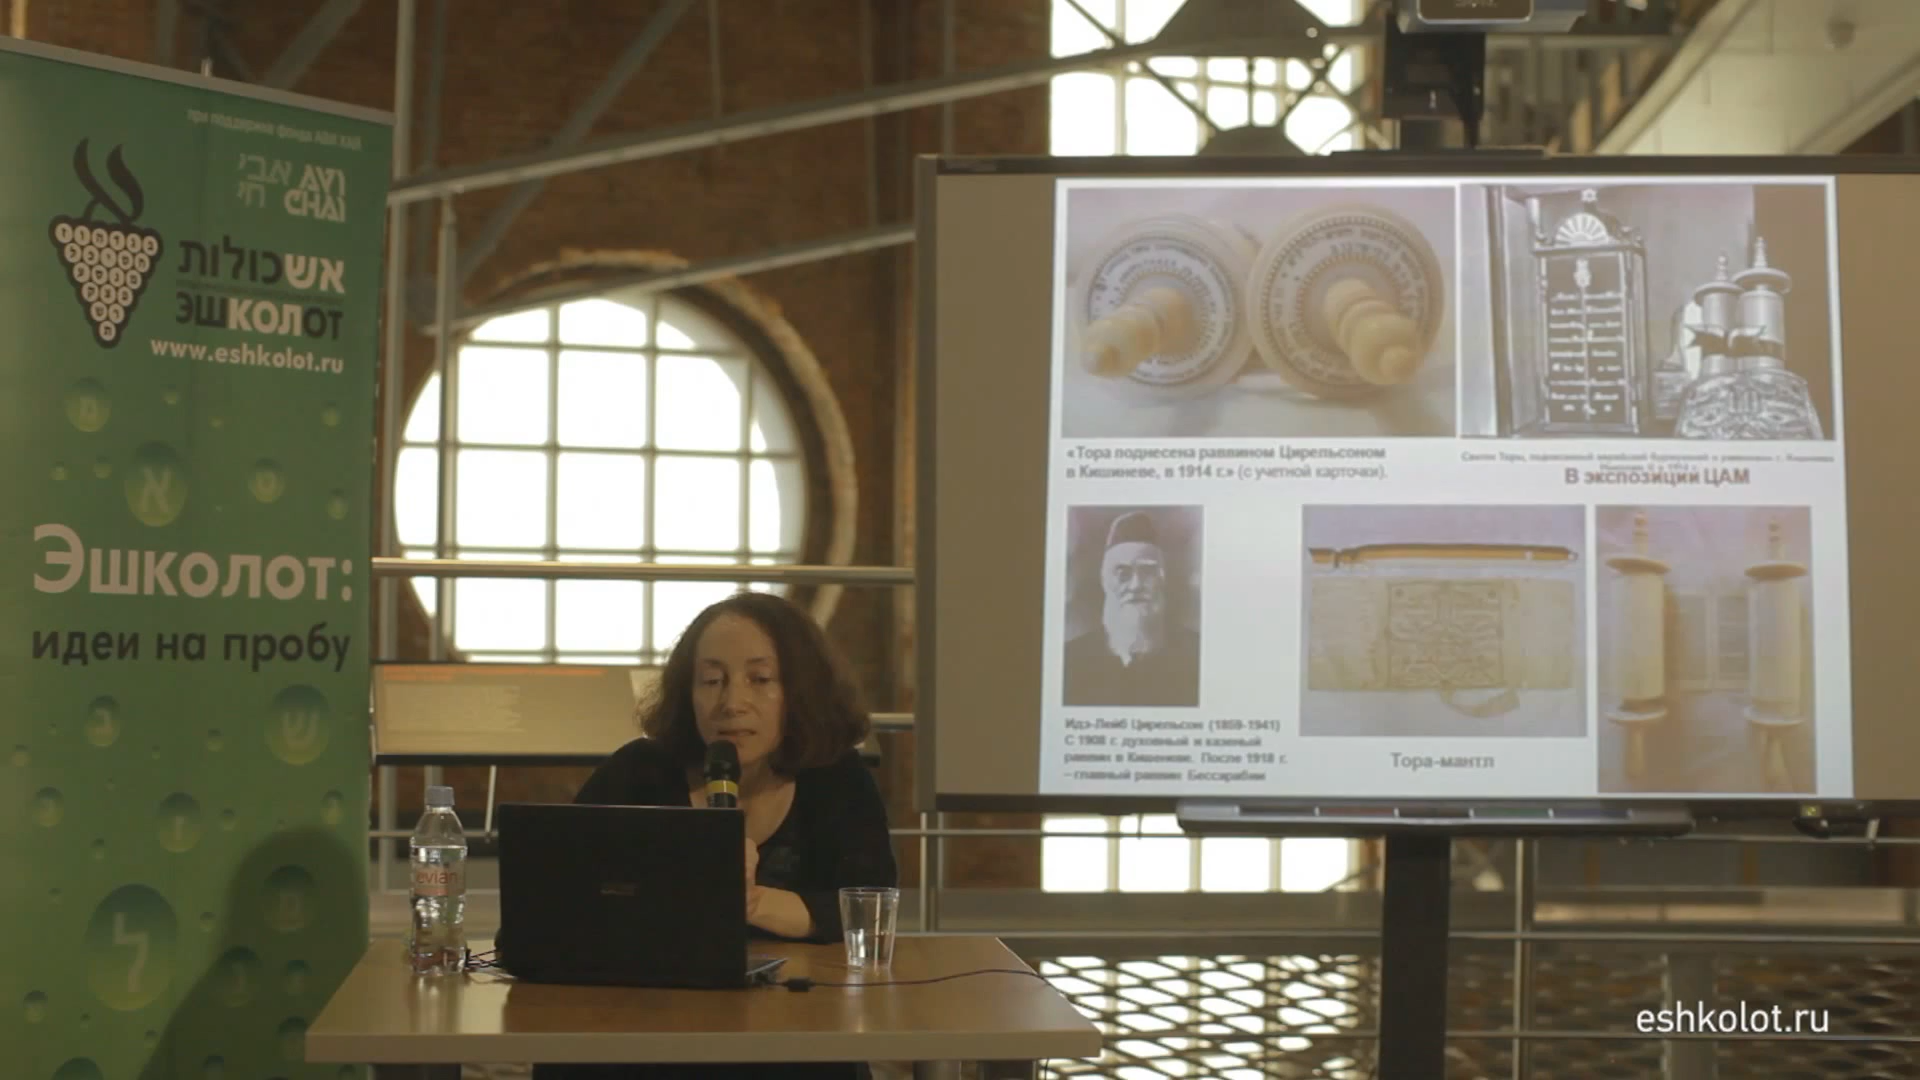 при поддержке фонда АВИ ХАЙ
אבי
חי
AVI
CHAI
אשכולות
ЭШКОЛОТ
www.eshkolot.ru
Эшколот:
идеи на пробу
evian
«Тора поднесена раввином Цирельсоном
в Кишиневе, в 1914 г.» (с учетной карточки).
В экспозиции ЦАМ
Идэ-Лейб Цирельсон (1859-1941)
С 1908 г. духовный и казеный
раввин в Кишеневе. После 1918 г.
– главный раввин Бессарабии
Тора-мантл
eshkolot.ru